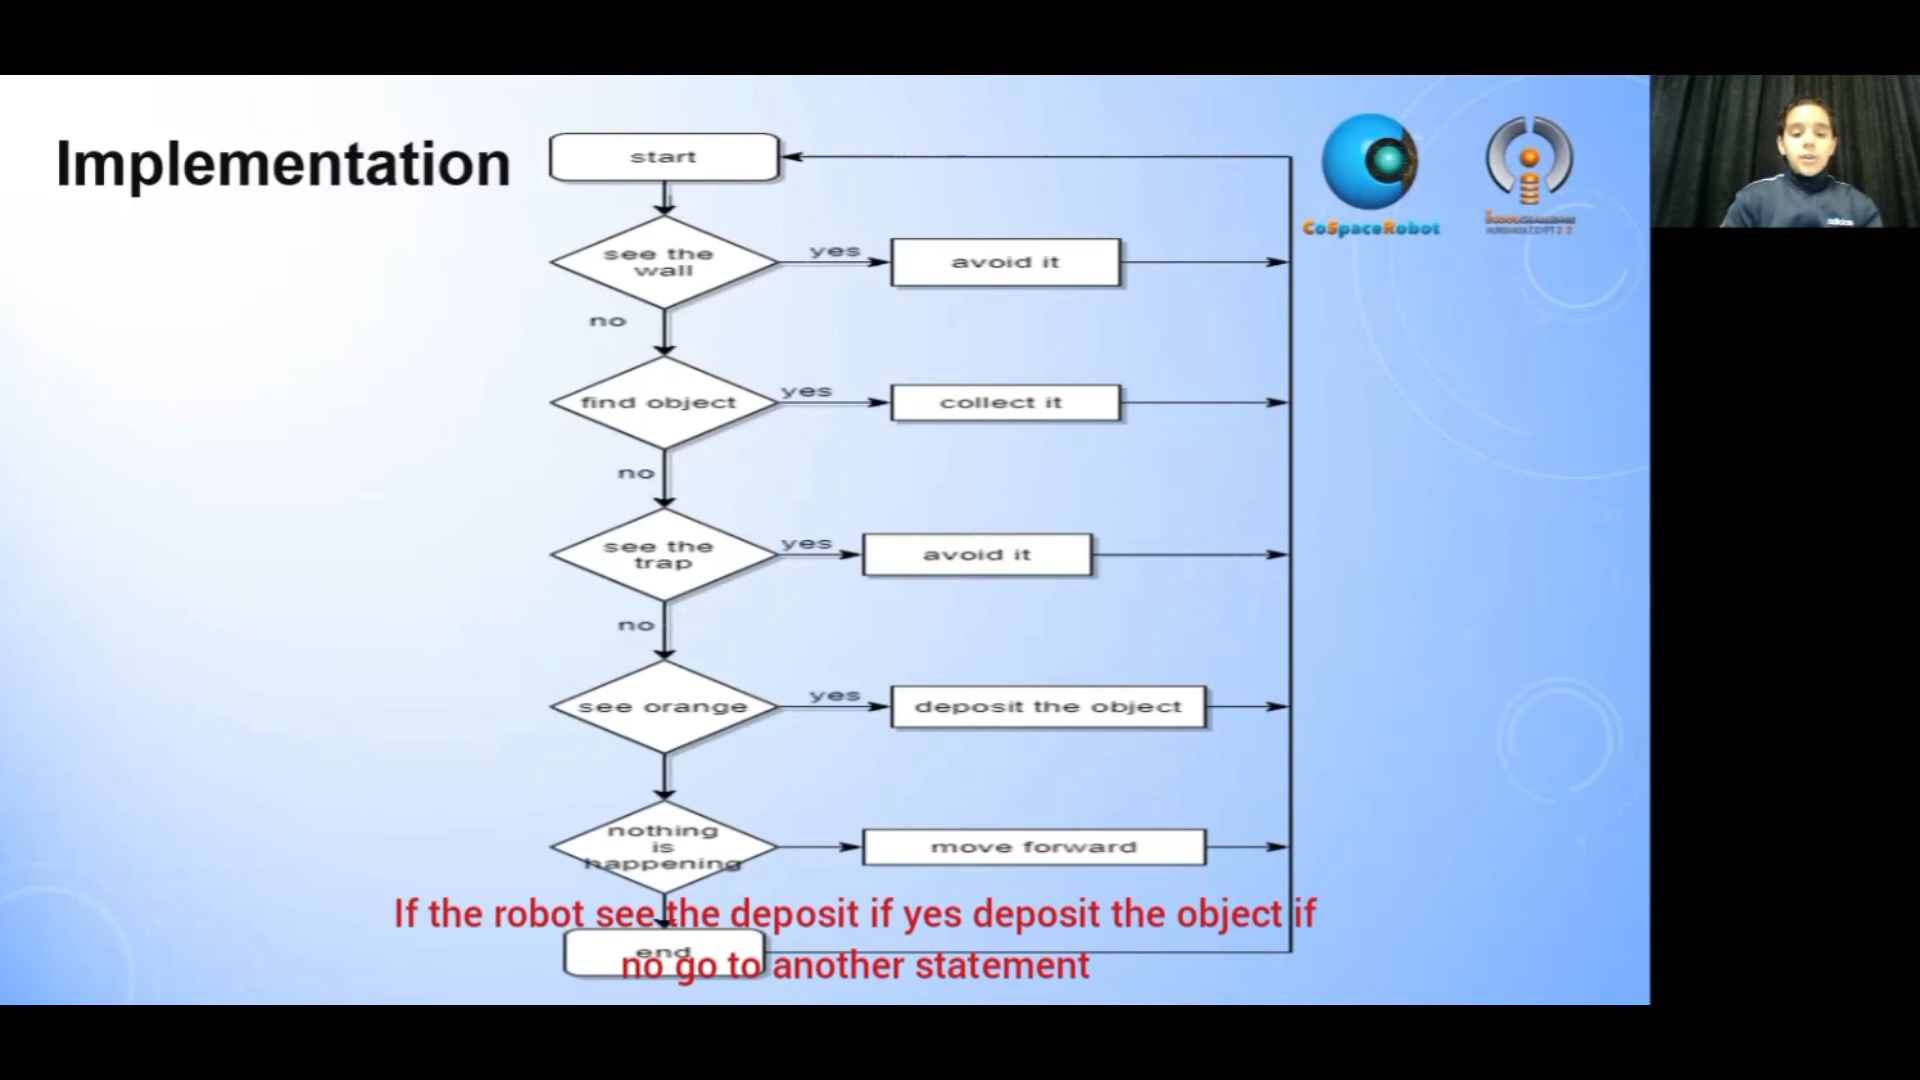 Implementation
start
see the
wall
yes
avoid it
no
find object
yes
collect it
no
see the
trap
yes
avoid it
no
see orange
yes
deposit the object
nothing
is
happening
move forward
end
If the robot see the deposit if yes deposit the object if
no go to another statement
CoSpaceRobot
adidas